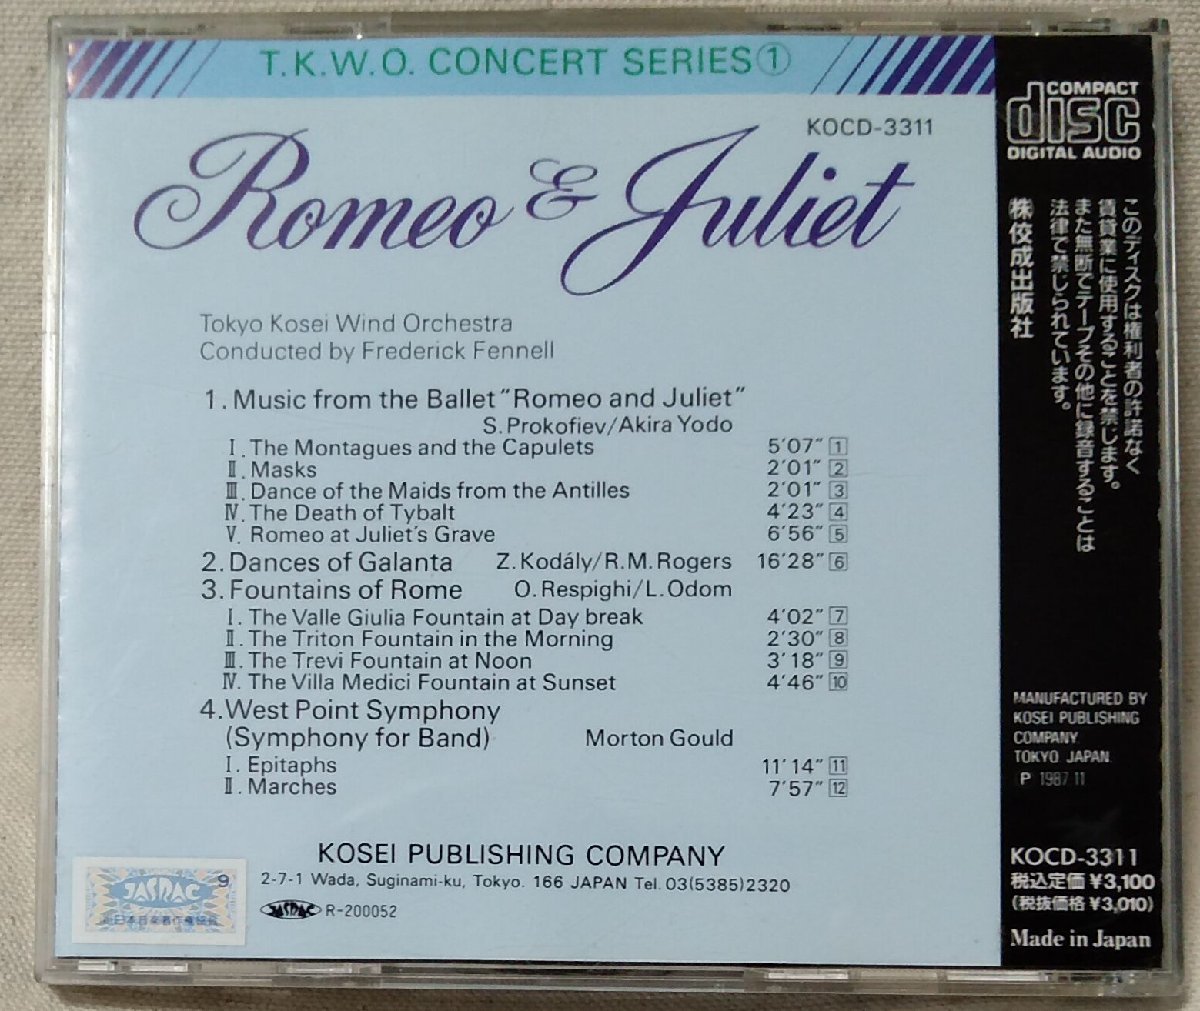 T.K.W.O. CONCERT SERIES①
KOCD-3311
Romeo & Juliet
Tokyo Kosei Wind Orchestra
Conducted by Frederick Fennell
1. Music from the Ballet "Romeo and Juliet"
S. Prokofiev/Akira Yodo
Ⅰ. The Montagues and the Capulets 5'07" 1
Ⅱ. Masks 2'01" 2
Ⅲ. Dance of the Maids from the Antilles 2'01" 3
Ⅳ. The Death of Tybalt 4'23" 4
Ⅴ. Romeo at Juliet's Grave 6'56" 5
2. Dances of Galanta Z. Kodály/R.M. Rogers 16'28" 6
3. Fountains of Rome O. Respighi/L. Odom
Ⅰ. The Valle Giulia Fountain at Day break 4'02" 7
Ⅱ. The Triton Fountain in the Morning 2'30" 8
Ⅲ. The Trevi Fountain at Noon 3'18" 9
Ⅳ. The Villa Medici Fountain at Sunset 4'46" 10
4. West Point Symphony
(Symphony for Band) Morton Gould
Ⅰ. Epitaphs 11'14" 11
Ⅱ. Marches 7'57" 12
KOSEI PUBLISHING COMPANY
2-7-1 Wada, Suginami-ku, Tokyo. 166 JAPAN Tel. 03(5385)2320
JASRAC R-200052
JASRAC 9
日本音楽著作権協会
COMPACT
disc
DIGITAL AUDIO
このディスクは権利者の許諾なく
賃貸業に使用することを禁じます。
また無断でテープその他に録音することは
法律で禁じられています。
株佼成出版社
MANUFACTURED BY
KOSEI PUBLISHING
COMPANY
TOKYO JAPAN
P 1987 11
KOCD-3311
税込定価 ¥3,100
(税抜価格 ¥3,010)
Made in Japan